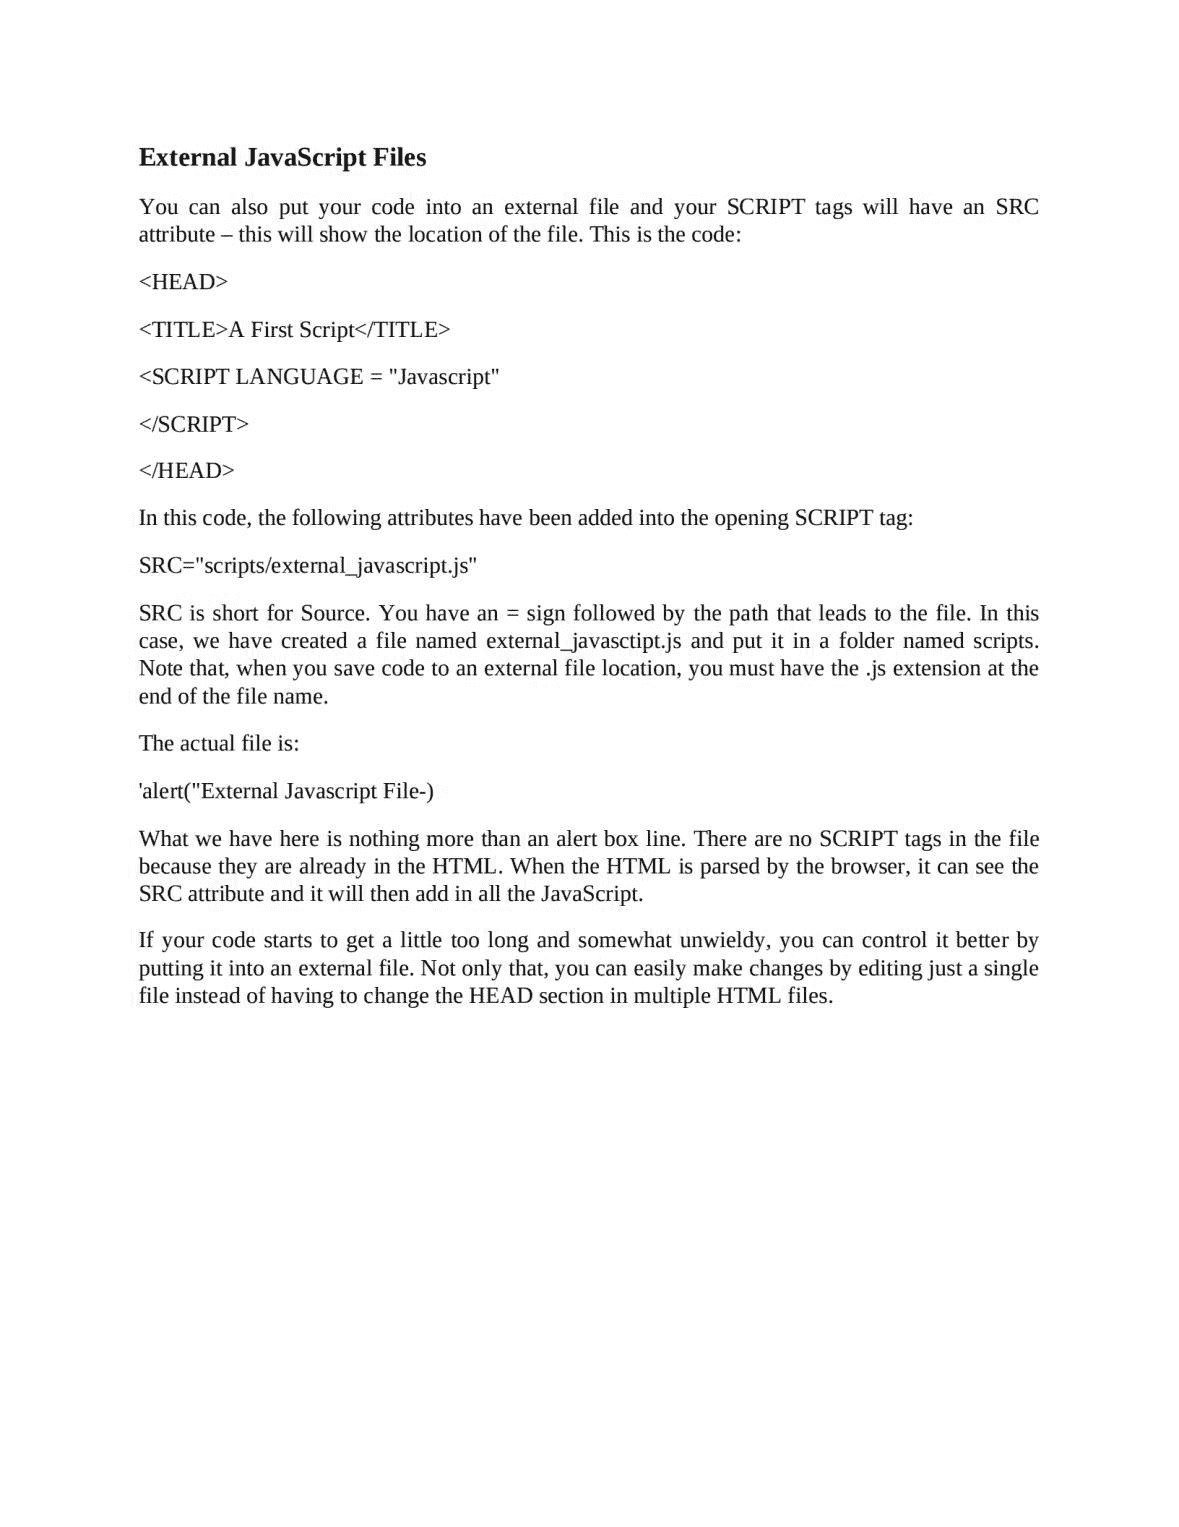 External JavaScript Files
You can also put your code into an external file and your SCRIPT tags will have an SRC
attribute – this will show the location of the file. This is the code:
<HEAD>
<TITLE>A First Script</TITLE>
<SCRIPT LANGUAGE = "Javascript"
</SCRIPT>
</HEAD>
In this code, the following attributes have been added into the opening SCRIPT tag:
SRC="scripts/external_javascript.js"
SRC is short for Source. You have an = sign followed by the path that leads to the file. In this
case, we have created a file named external_javasctipt.js and put it in a folder named scripts.
Note that, when you save code to an external file location, you must have the .js extension at the
end of the file name.
The actual file is:
'alert("External Javascript File-)
What we have here is nothing more than an alert box line. There are no SCRIPT tags in the file
because they are already in the HTML. When the HTML is parsed by the browser, it can see the
SRC attribute and it will then add in all the JavaScript.
If your code starts to get a little too long and somewhat unwieldy, you can control it better by
putting it into an external file. Not only that, you can easily make changes by editing just a single
file instead of having to change the HEAD section in multiple HTML files.